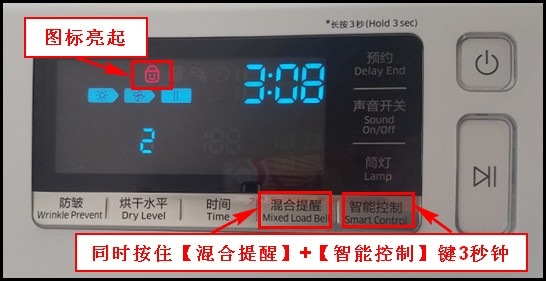 图标亮起
*长按3秒(Hold 3 sec)
3:08
2
预约
Delay End
声音开关
Sound
On/Off
筒灯
Lamp
防皱
Wrinkle Prevent
烘干水平
Dry Level
时间
Time
混合提醒
Mixed Load Bell
智能控制
Smart Control
同时按住【混合提醒】+【智能控制】键3秒钟